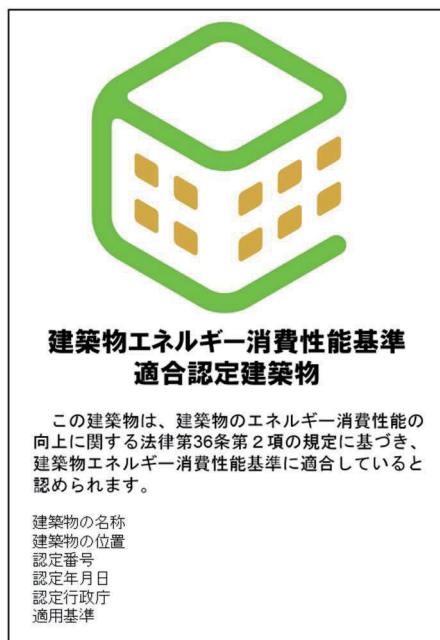 建築物エネルギー消費性能基準
適合認定建築物
　この建築物は、建築物のエネルギー消費性能の
向上に関する法律第36条第２項の規定に基づき、
建築物エネルギー消費性能基準に適合していると
認められます。
建築物の名称
建築物の位置
認定番号
認定年月日
認定行政庁
適用基準